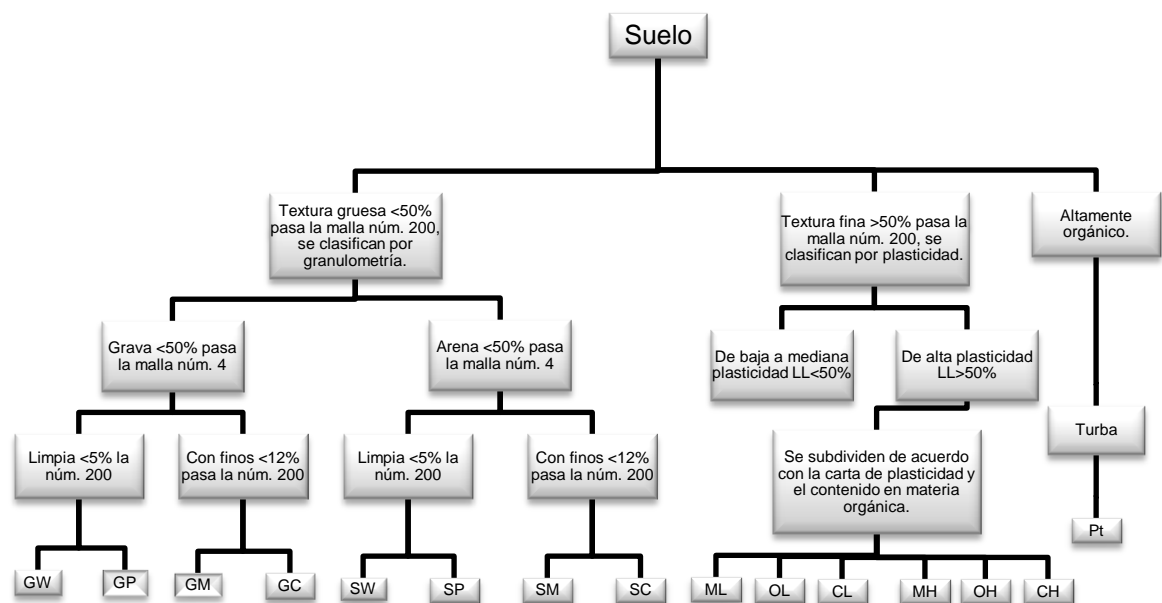 Suelo
Textura gruesa <50%
pasa la malla núm. 200,
se clasifican por
granulometría.
Textura fina >50% pasa la
malla núm. 200, se
clasifican por plasticidad.
Altamente
orgánico.
Grava <50% pasa
la malla núm. 4
Arena <50% pasa
la malla núm. 4
De baja a mediana
plasticidad LL<50%
De alta plasticidad
LL>50%
Turba
Limpia <5% la
núm. 200
Con finos <12%
pasa la núm. 200
Limpia <5% la
núm. 200
Con finos <12%
pasa la núm. 200
Se subdividen de acuerdo
con la carta de plasticidad y
el contenido en materia
orgánica.
Pt
GW
GP
GM
GC
SW
SP
SM
SC
ML
OL
CL
MH
OH
CH